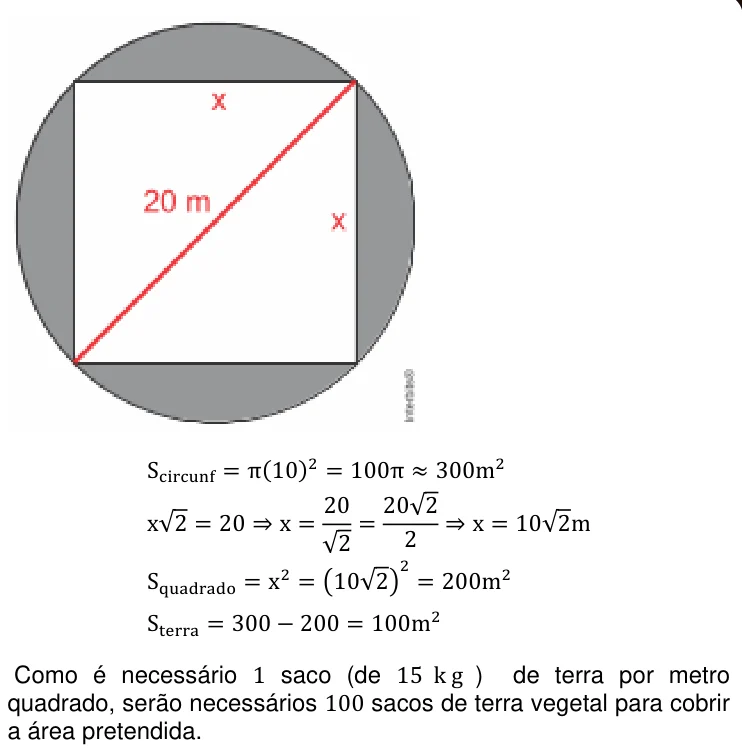 x
20 m
x
Interbits®
S_circunf = π(10)² = 100π ≈ 300m²
x√2 = 20 ⇒ x = 20/√2 = 20√2/2 ⇒ x = 10√2m
S_quadrado = x² = (10√2)² = 200m²
S_terra = 300 − 200 = 100m²
Como é necessário 1 saco (de 15 kg ) de terra por metro
quadrado, serão necessários 100 sacos de terra vegetal para cobrir
a área pretendida.